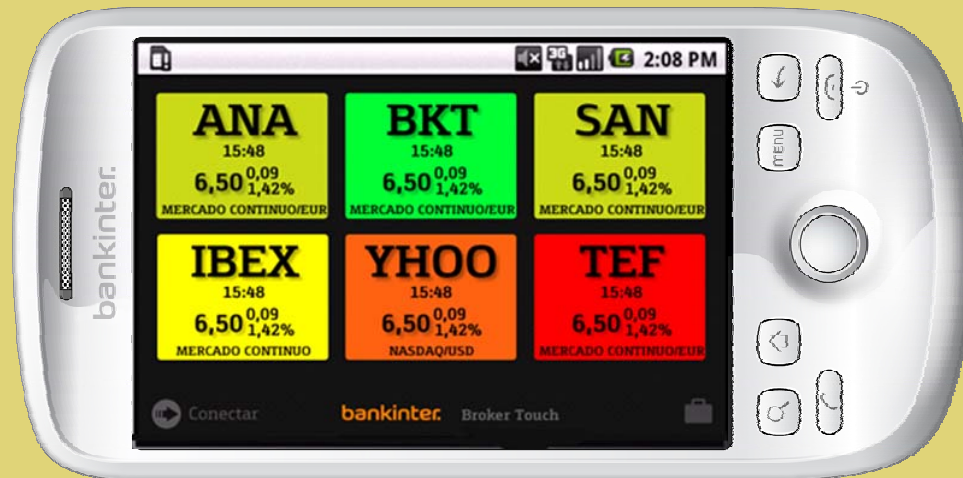 3G
2:08 PM
ANA
15:48
6,50 0,09
1,42%
MERCADO CONTINUO/EUR
BKT
15:48
6,50 0,09
1,42%
MERCADO CONTINUO/EUR
SAN
15:48
6,50 0,09
1,42%
MERCADO CONTINUO/EUR
IBEX
15:48
6,50 0,09
1,42%
MERCADO CONTINUO
YHOO
15:48
6,50 0,09
1,42%
NASDAQ/USD
TEF
15:48
6,50 0,09
1,42%
MERCADO CONTINUO/EUR
Conectar
bankinter. Broker Touch
bankinter.
MENU